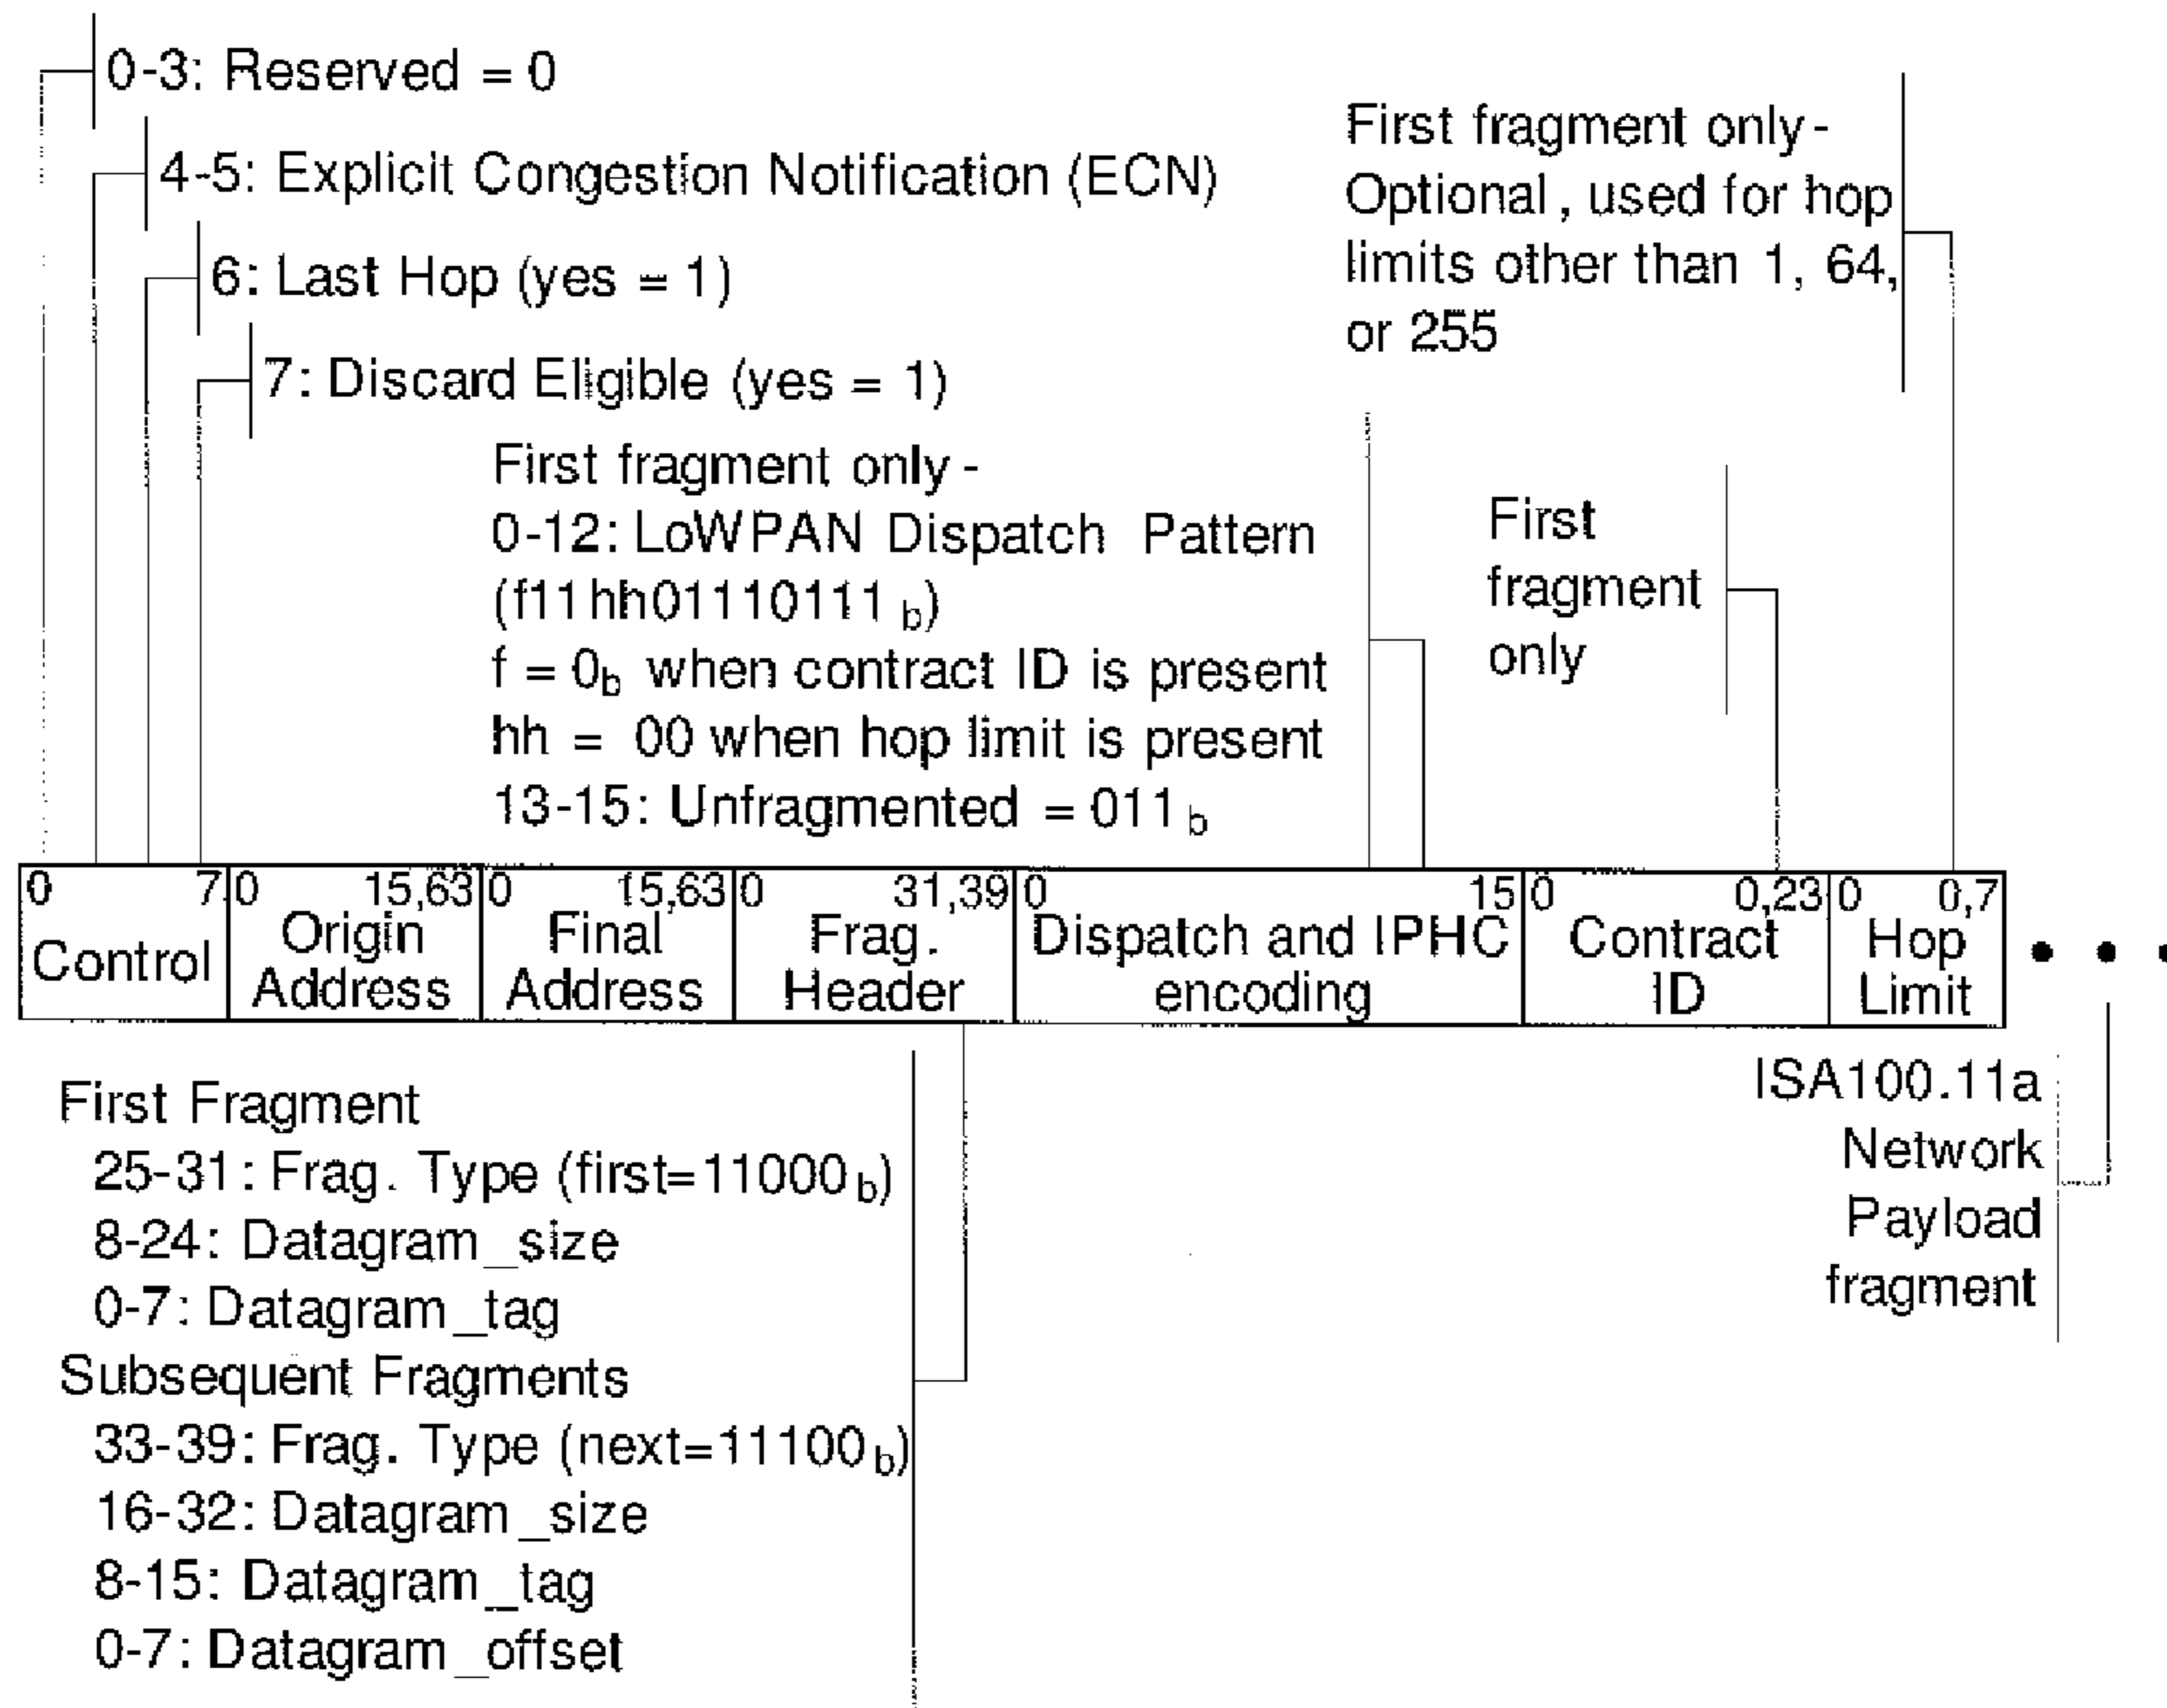 0-3: Reserved = 0
4-5: Explicit Congestion Notification (ECN)
6: Last Hop (yes = 1)
7: Discard Eligible (yes = 1)
First fragment only -
Optional, used for hop
limits other than 1, 64,
or 255
First fragment only -
0-12: LoWPAN Dispatch Pattern
(f11hh01110111 b)
f = 0b when contract ID is present
hh = 00 when hop limit is present
13-15: Unfragmented = 011 b
First
fragment
only
0 7 0 15,63 0 15,63 0 31,39 0 15 0 0,23 0 0,7
Control
Origin
Address
Final
Address
Frag.
Header
Dispatch and IPHC
encoding
Contract
ID
Hop
Limit
• • •
First Fragment
25-31: Frag. Type (first=11000 b)
8-24: Datagram_size
0-7: Datagram_tag
Subsequent Fragments
33-39: Frag. Type (next=11100 b)
16-32: Datagram_size
8-15: Datagram_tag
0-7: Datagram_offset
ISA100.11a
Network
Payload
fragment